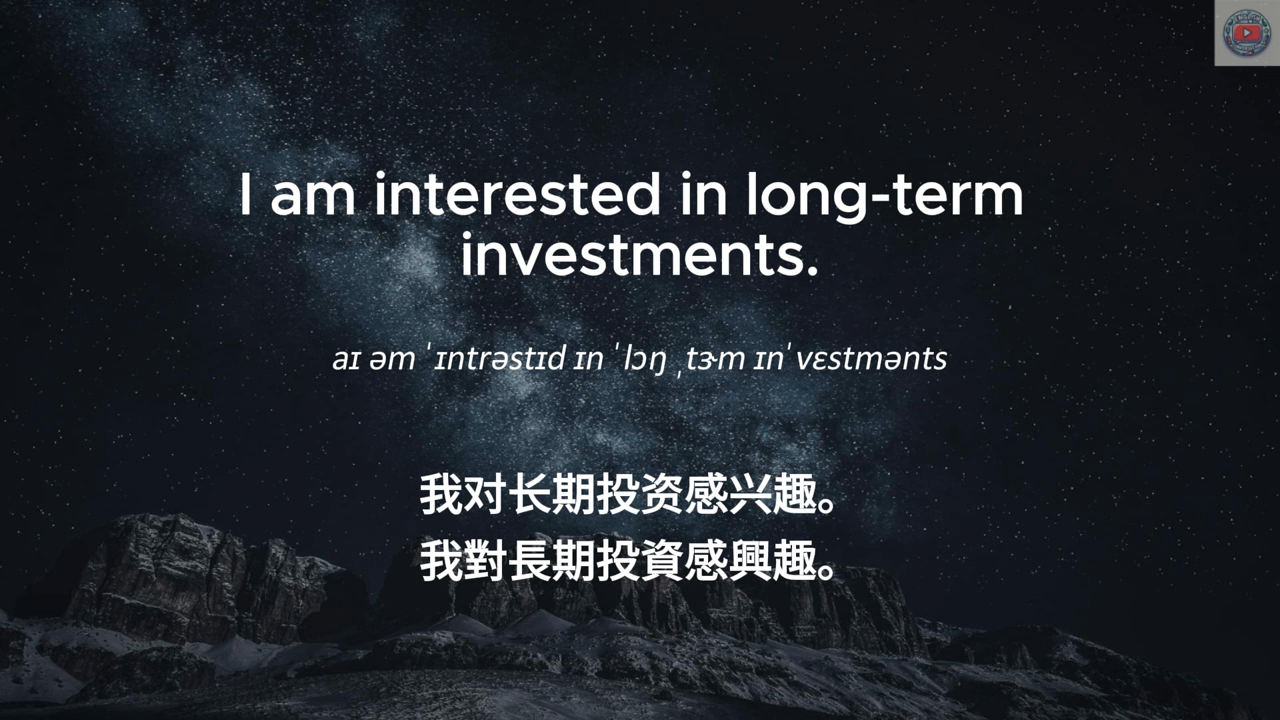 I am interested in long-term
investments.
aɪ əm ˈɪntrəstɪd ɪn ˈlɔŋ ˌtɝm ɪnˈvɛstmənts
我对长期投资感兴趣。
我對長期投資感興趣。